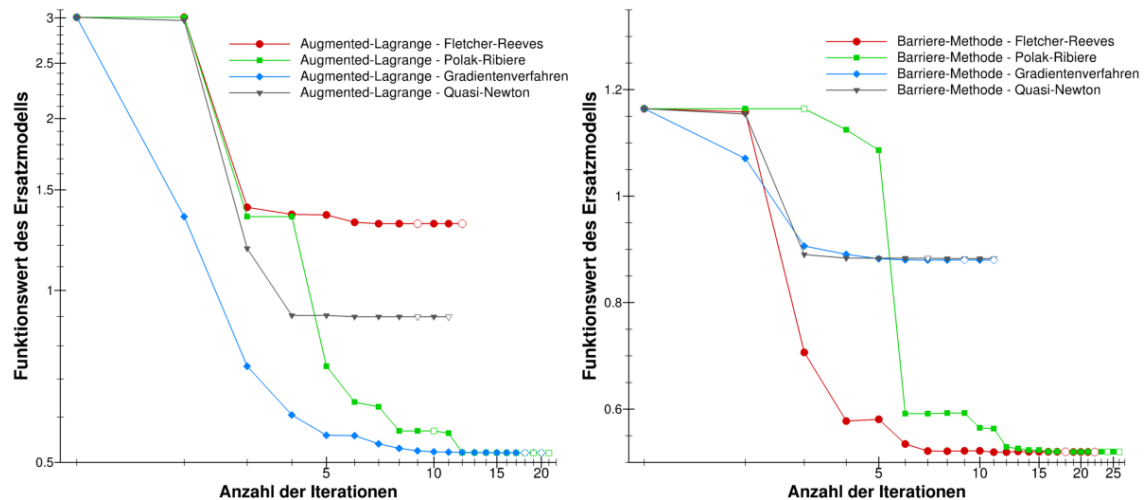 3
2.5
2
1.5
1
0.5
Funktionswert des Ersatzmodells
Augmented-Lagrange - Fletcher-Reeves
Augmented-Lagrange - Polak-Ribiere
Augmented-Lagrange - Gradientenverfahren
Augmented-Lagrange - Quasi-Newton
5 10 15 20
Anzahl der Iterationen
1.2
1
0.8
0.6
Funktionswert des Ersatzmodells
Barriere-Methode - Fletcher-Reeves
Barriere-Methode - Polak-Ribiere
Barriere-Methode - Gradientenverfahren
Barriere-Methode - Quasi-Newton
5 10 15 20 25
Anzahl der Iterationen